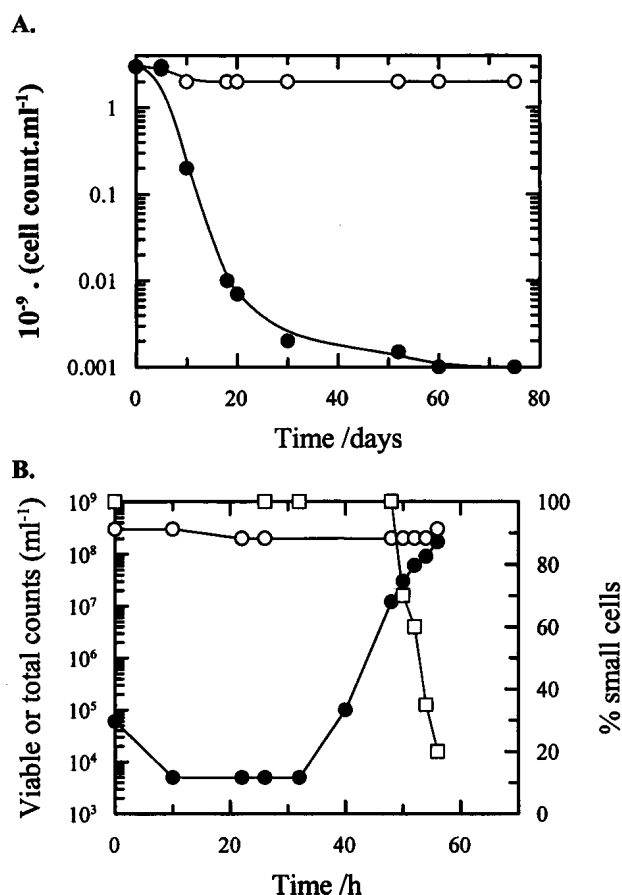 A.
10⁻⁹ . (cell count.ml⁻¹)
1
0.1
0.01
0.001
0 20 40 60 80
Time /days
B.
Viable or total counts (ml⁻¹)
10⁹
10⁸
10⁷
10⁶
10⁵
10⁴
10³
100
80
60
40
20
0
% small cells
0 20 40 60
Time /h